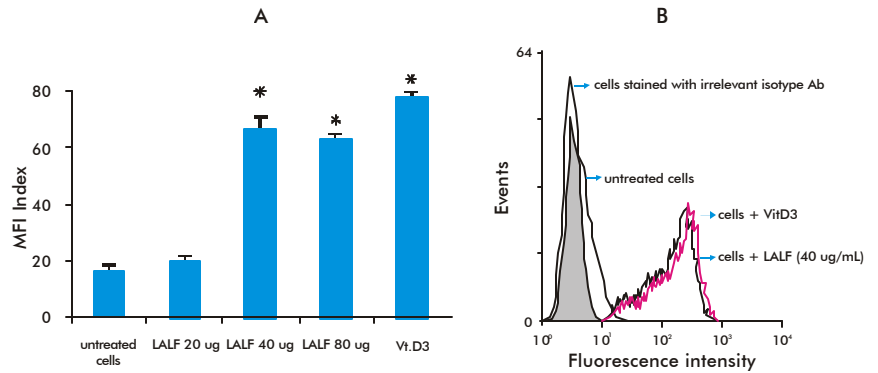 A
MFI Index
80
60
40
20
0
*
*
*
untreated
cells
LALF 20 ug
LALF 40 ug
LALF 80 ug
Vt.D3
B
Events
64
0
cells stained with irrelevant isotype Ab
untreated cells
cells + VitD3
cells + LALF (40 ug/mL)
10⁰
10¹
10²
10³
10⁴
Fluorescence intensity